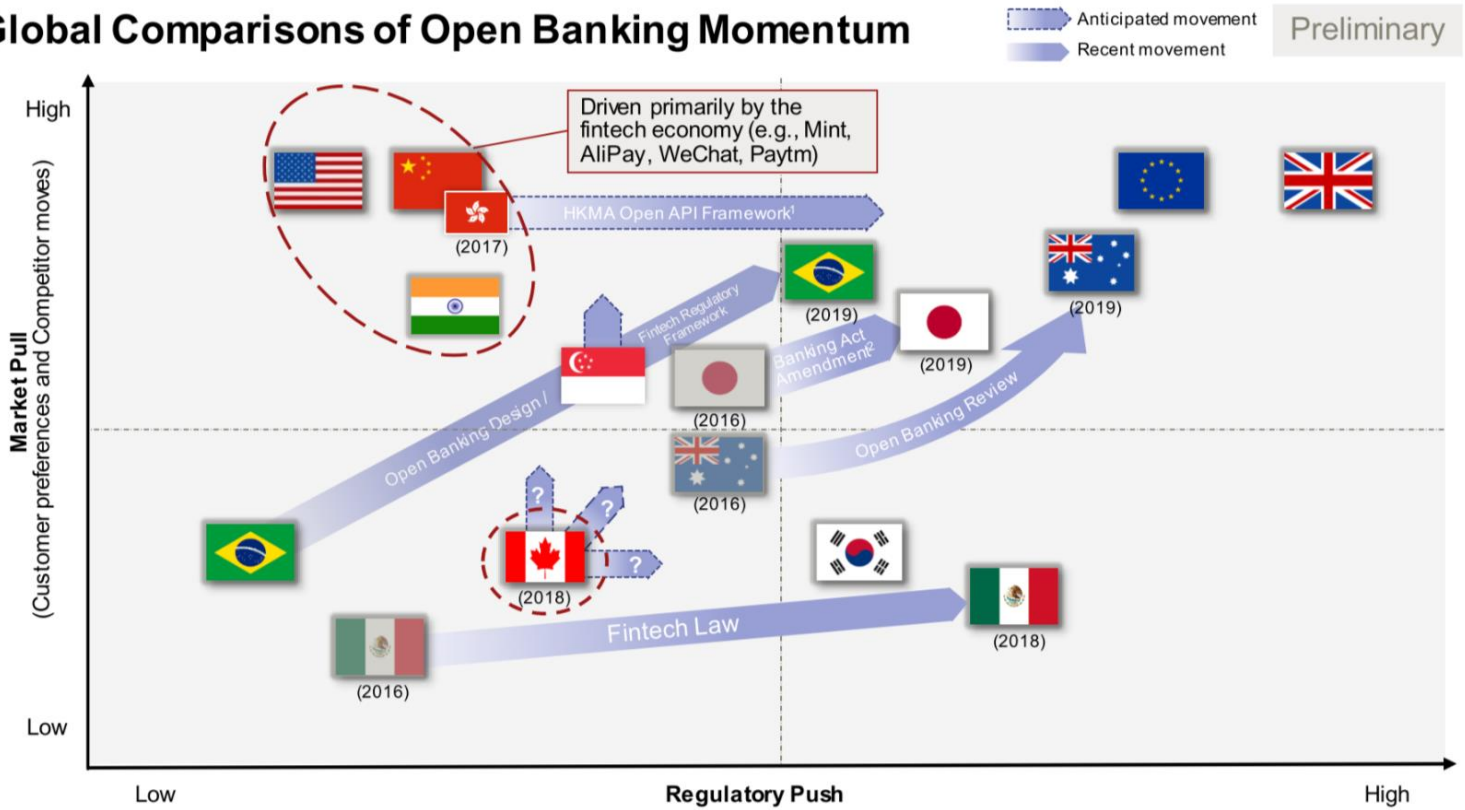 Global Comparisons of Open Banking Momentum
Anticipated movement
Recent movement
Preliminary
High
Driven primarily by the
fintech economy (e.g., Mint,
AliPay, WeChat, Paytm)
HKMA Open API Framework¹
(2017)
(2019)
(2019)
Fintech Regulatory
Framework
Banking Act
Amendment²
(2019)
(2016)
Open Banking Design /
Open Banking Review
(2016)
?
?
?
(2018)
Fintech Law
(2018)
(2016)
Market Pull
(Customer preferences and Competitor moves)
Low
Low
Regulatory Push
High